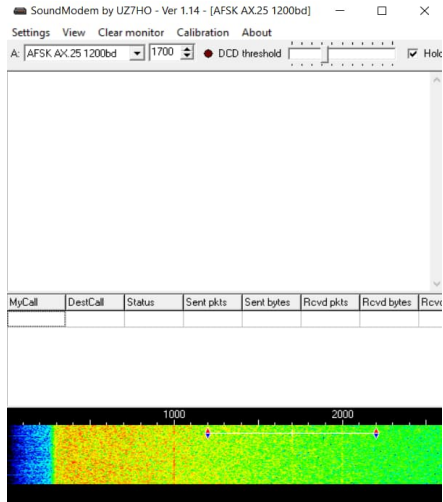 SoundModem by UZ7HO - Ver 1.14 - [AFSK AX.25 1200bd]
Settings View Clear monitor Calibration About
A: AFSK AX.25 1200bd 1700 DCD threshold Hold
MyCall DestCall Status Sent pkts Sent bytes Rcvd pkts Rcvd bytes Rcvd
1000 2000